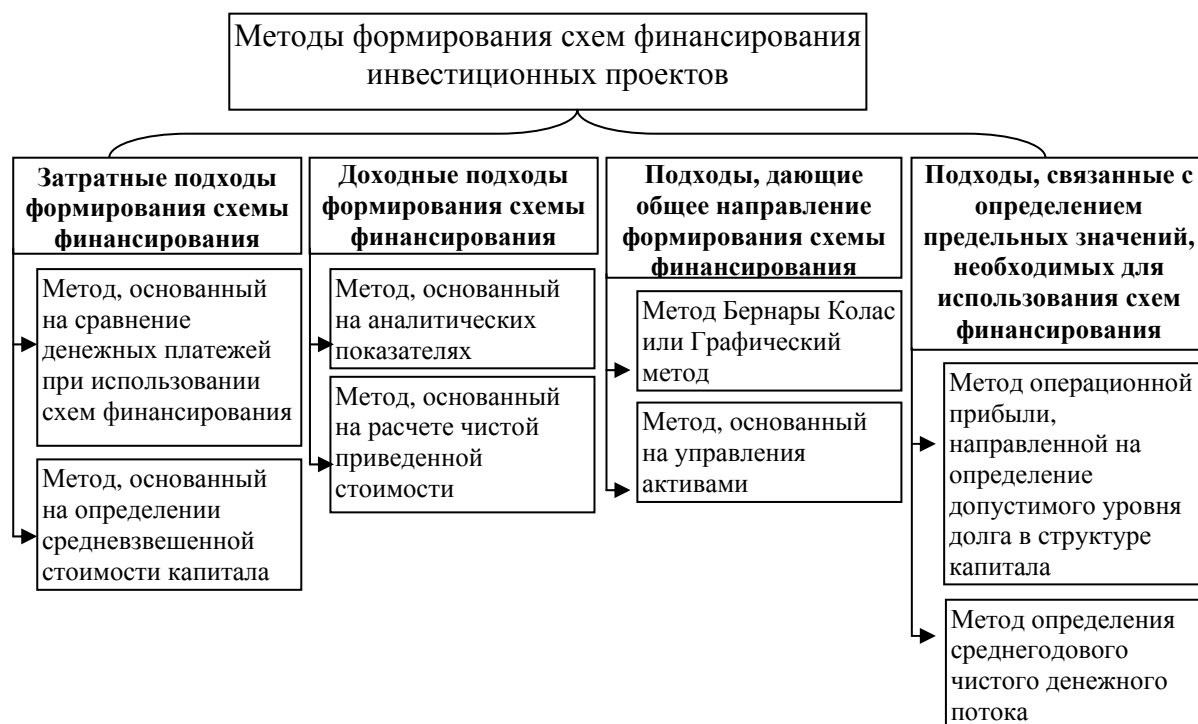 Методы формирования схем финансирования
инвестиционных проектов
Затратные подходы
формирования схемы
финансирования
Метод, основанный
на сравнение
денежных платежей
при использовании
схем финансирования
Метод, основанный
на определении
средневзвешенной
стоимости капитала
Доходные подходы
формирования схемы
финансирования
Метод, основанный
на аналитических
показателях
Метод, основанный
на расчете чистой
приведенной
стоимости
Подходы, дающие
общее направление
формирования схемы
финансирования
Метод Бернары Колас
или Графический
метод
Метод, основанный
на управления
активами
Подходы, связанные с
определением
предельных значений,
необходимых для
использования схем
финансирования
Метод операционной
прибыли,
направленной на
определение
допустимого уровня
долга в структуре
капитала
Метод определения
среднегодового
чистого денежного
потока